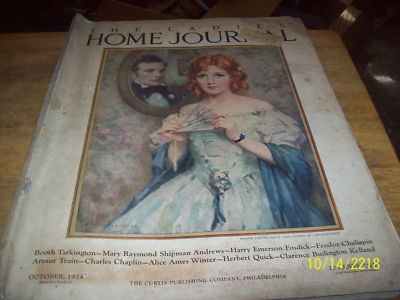 THE LADIES
HOME JOURNAL
Booth Tarkington—Mary Raymond Shipman Andrews—Harry Emerson Fosdick—Feodor Chaliapin
Arthur Train—Charles Chaplin—Alice Ames Winter—Herbert Quick—Clarence Budington Kelland
OCTOBER, 1924
THE CURTIS PUBLISHING COMPANY, PHILADELPHIA
10/14/2218